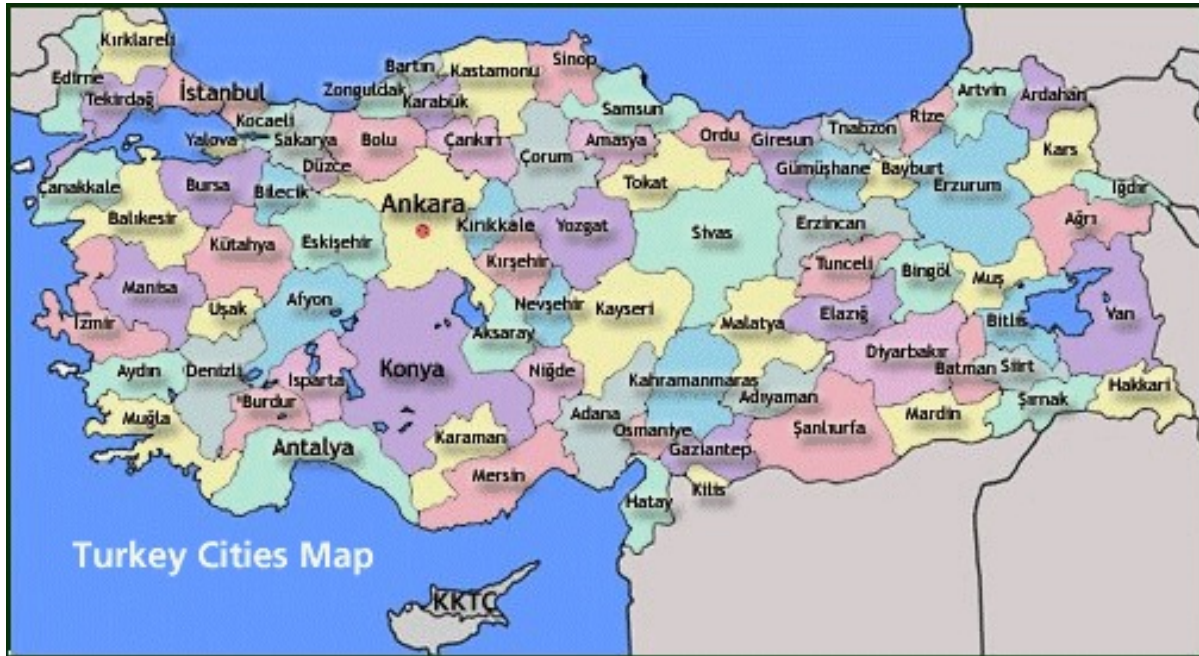 Kırklareli
Edirne
Tekirdağ
İstanbul
Kocaeli
Yalova
Sakarya
Düzce
Zonguldak
Bartın
Karabük
Kastamonu
Sinop
Bolu
Çankırı
Çorum
Samsun
Amasya
Tokat
Ordu
Giresun
Tnabzon
Rize
Artvin
Ardahan
Gümüşhane
Bayburt
Erzurum
Kars
Iğdır
Ağrı
Çanakkale
Balıkesir
Bursa
Bilecik
Kütahya
Eskişehir
Ankara
Kırıkkale
Yozgat
Kırşehir
Sivas
Erzincan
Tunceli
Bingöl
Muş
Manisa
İzmir
Uşak
Afyon
Konya
Aksaray
Nevşehir
Kayseri
Malatya
Elazığ
Diyarbakır
Bitlis
Van
Aydın
Denizli
Isparta
Burdur
Muğla
Antalya
Karaman
Mersin
Niğde
Adana
Kahramanmaraş
Adıyaman
Osmaniye
Gaziantep
Kilis
Hatay
Şanlıurfa
Mardin
Batman
Siirt
Şırnak
Hakkari
Turkey Cities Map
KKTC